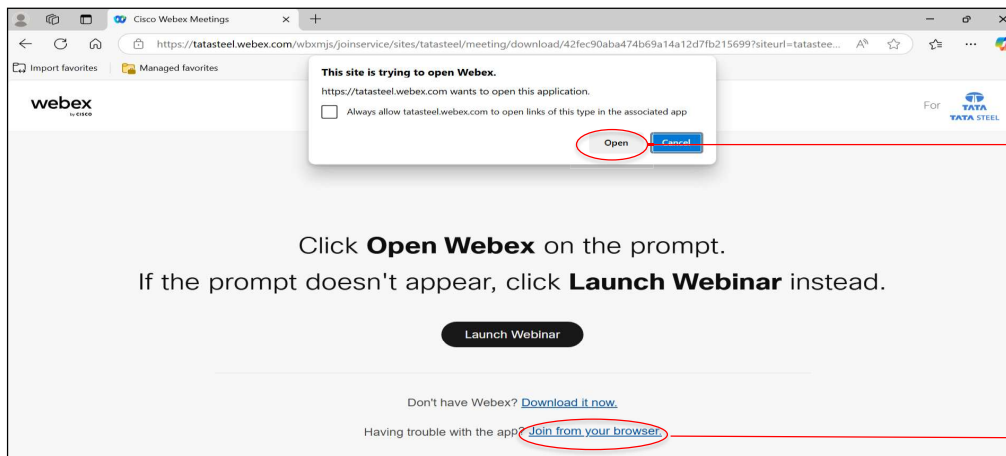 Cisco Webex Meetings
https://tatasteel.webex.com/wbxmjs/joinservice/sites/tatasteel/meeting/download/42fec90aba474b69a14a12d7fb215699?siteurl=tatastee...
Import favorites
Managed favorites
This site is trying to open Webex.
https://tatasteel.webex.com wants to open this application.
Always allow tatasteel.webex.com to open links of this type in the associated app
Open
Cancel
webex
by CISCO
For
TATA
TATA STEEL
Click Open Webex on the prompt.
If the prompt doesn't appear, click Launch Webinar instead.
Launch Webinar
Don't have Webex? Download it now.
Having trouble with the app? Join from your browser.